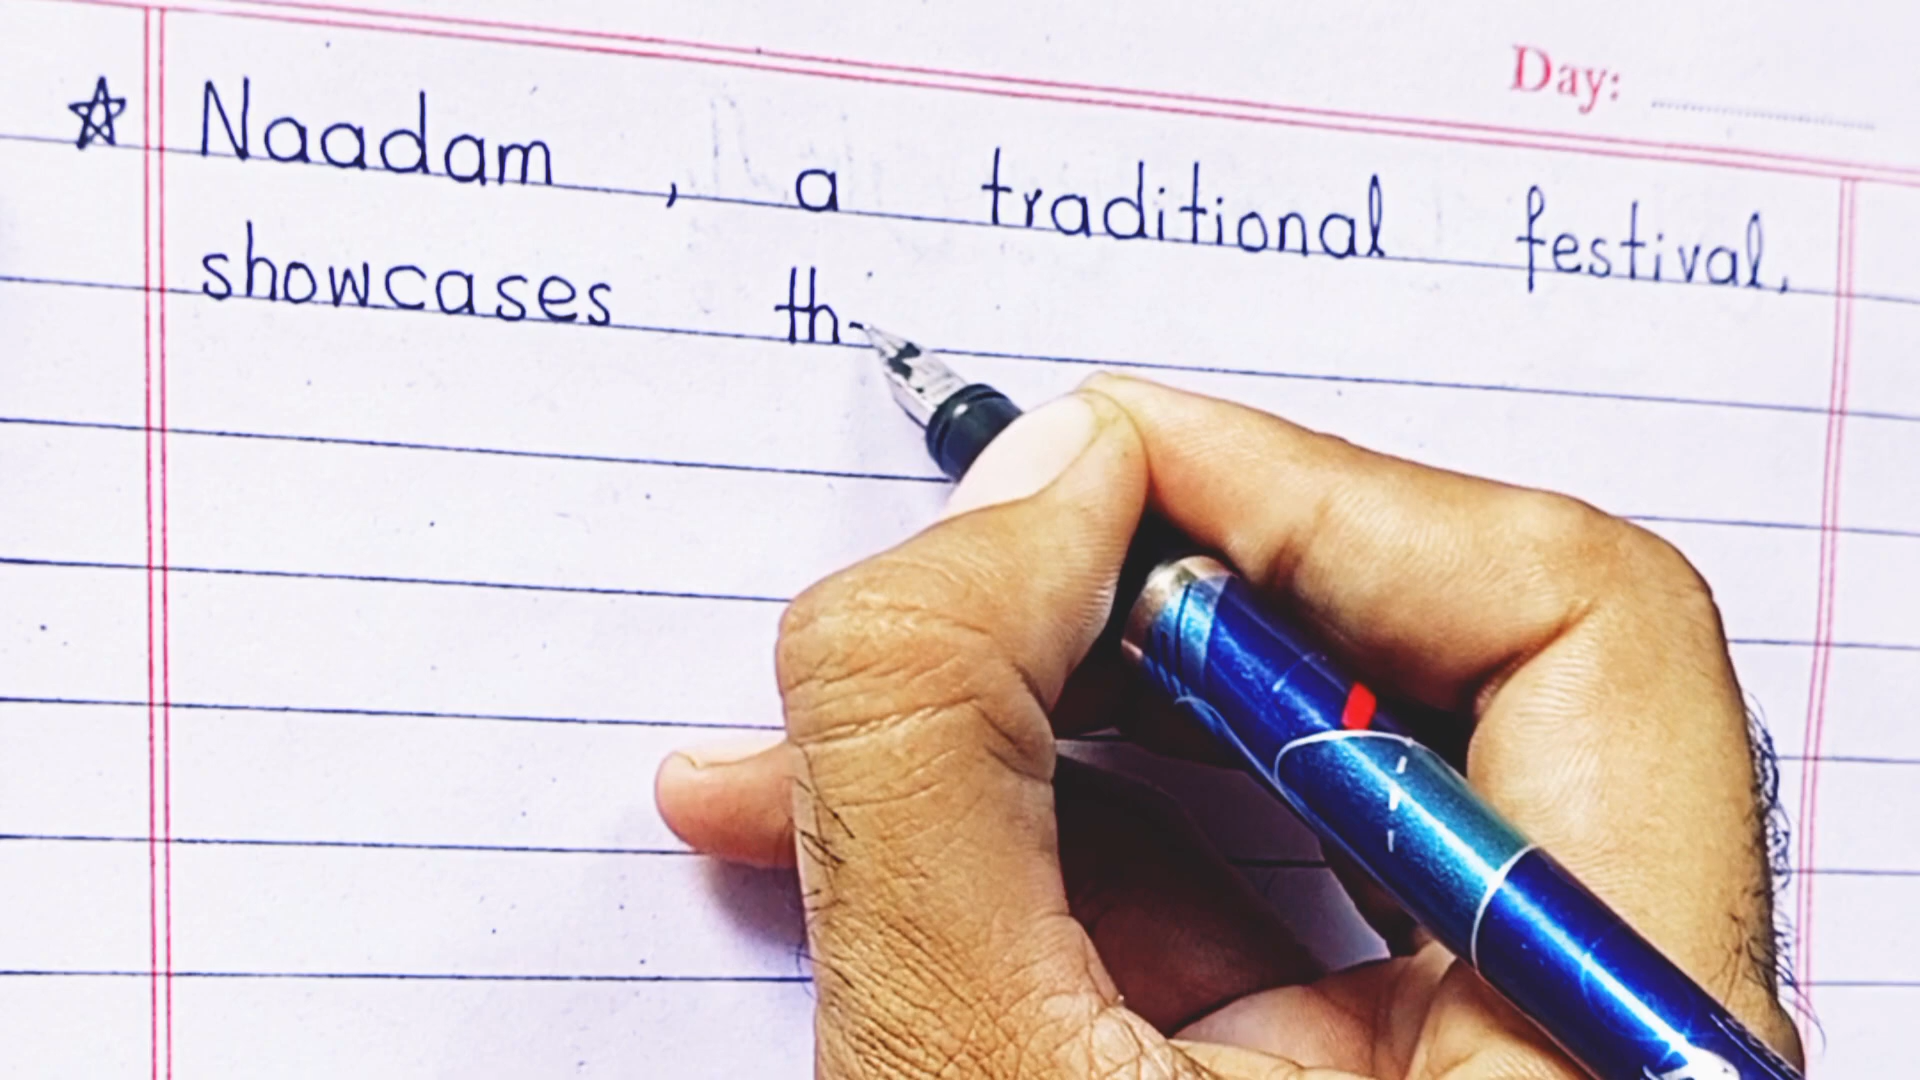 Day:
☆ Naadam , a traditional festival,
showcases th